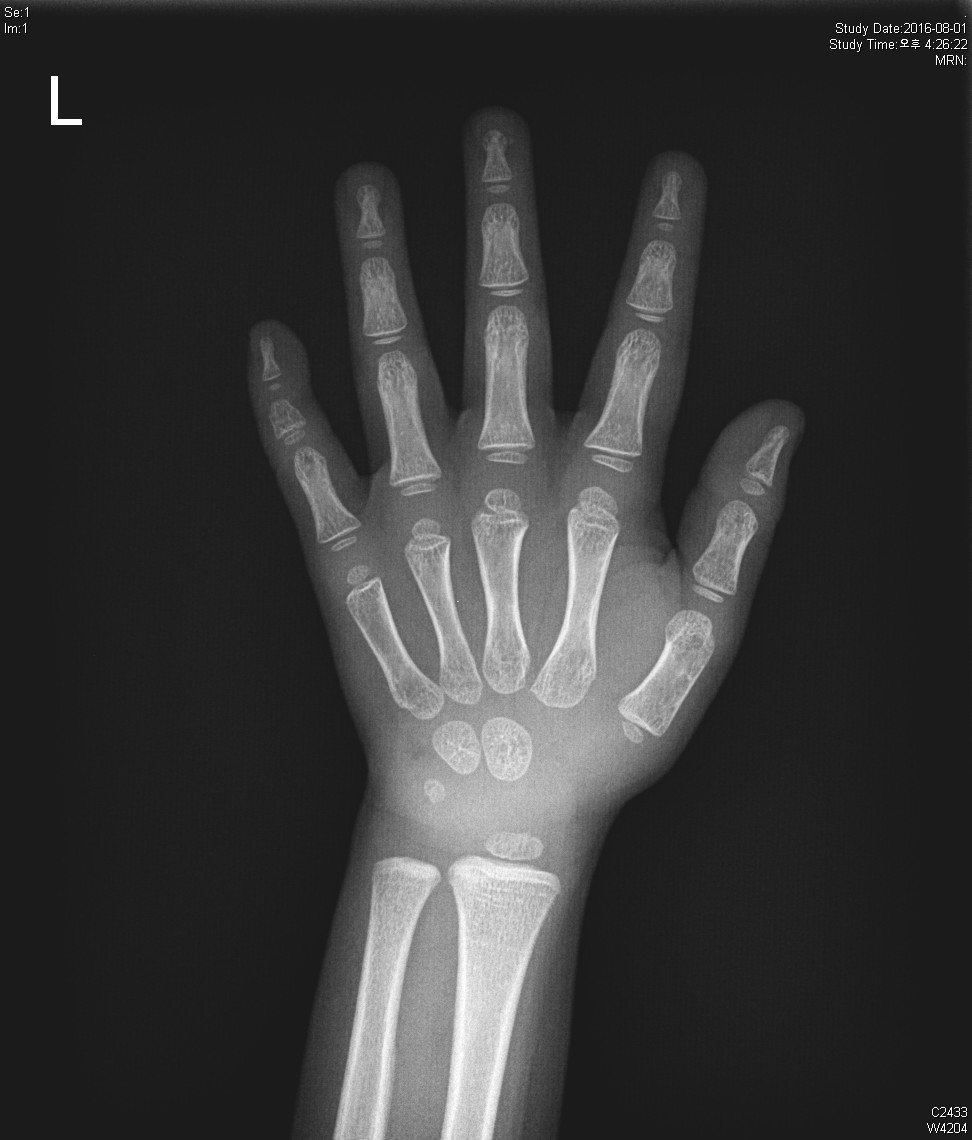 Se:1
Im:1
Study Date:2016-08-01
Study Time:오후 4:26:22
MRN:
L
C2433
W4204